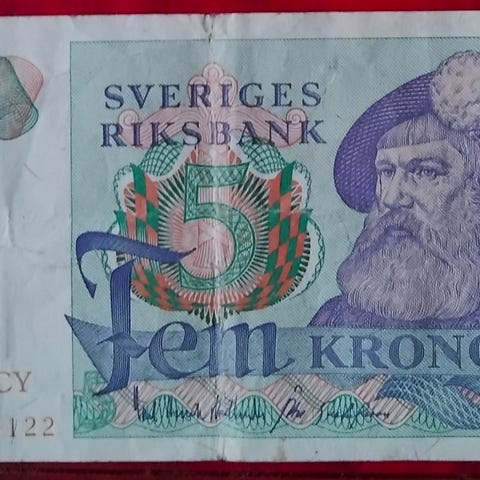 SVERIGES
RIKSBANK
5
Fem KRONO
CY
122